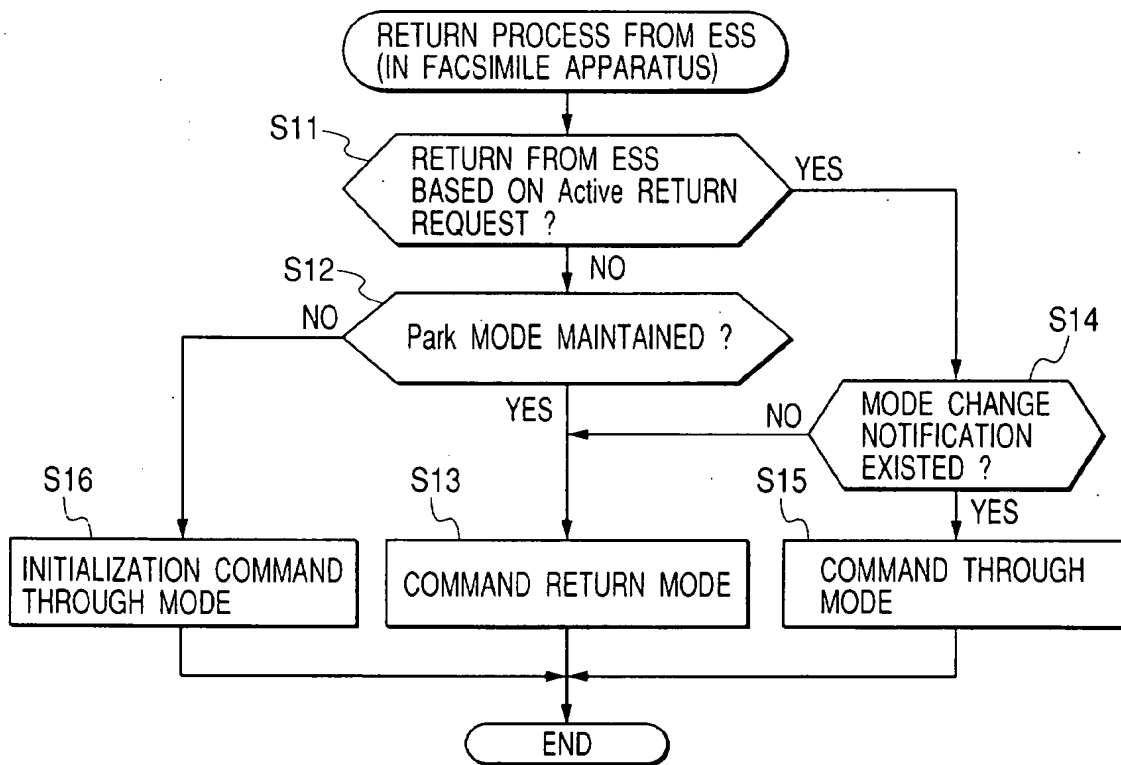 RETURN PROCESS FROM ESS
(IN FACSIMILE APPARATUS)
S11
RETURN FROM ESS
BASED ON Active RETURN
REQUEST ?
YES
NO
S12
NO
Park MODE MAINTAINED ?
YES
S14
NO
MODE CHANGE
NOTIFICATION
EXISTED ?
YES
S16
INITIALIZATION COMMAND
THROUGH MODE
S13
COMMAND RETURN MODE
S15
COMMAND THROUGH
MODE
END